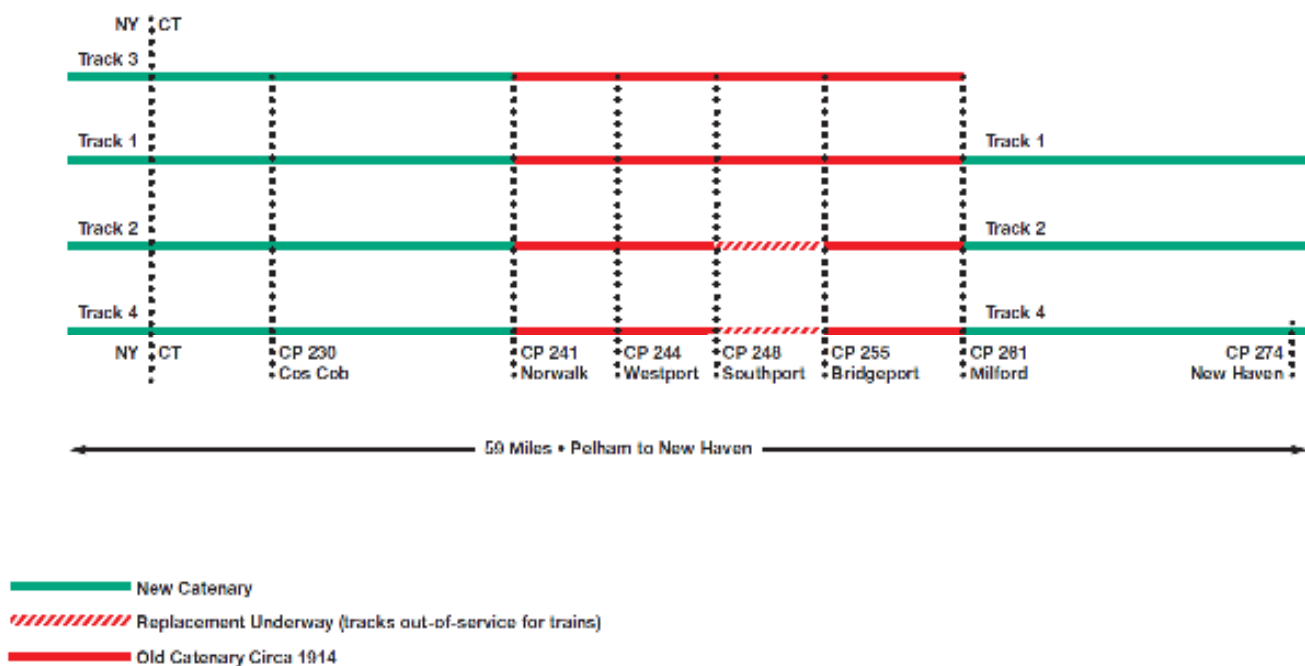 NY CT
Track 3
Track 1 Track 1
Track 2 Track 2
Track 4 Track 4
NY CT CP 230 CP 241 CP 244 CP 248 CP 255 CP 261 CP 274
Cos Cob Norwalk Westport Southport Bridgeport Milford New Haven
59 Miles • Pelham to New Haven
New Catenary
Replacement Underway (tracks out-of-service for trains)
Old Catenary Circa 1914